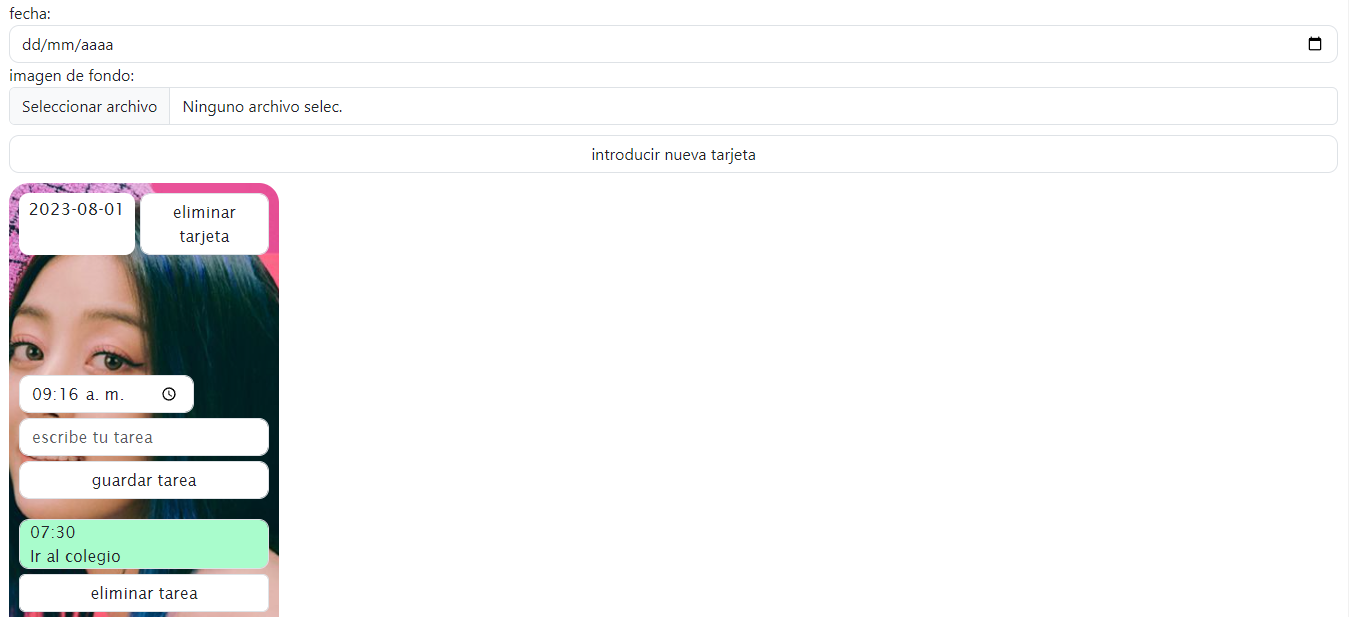 fecha:
dd/mm/aaaa
imagen de fondo:
Seleccionar archivo Ninguno archivo selec.
introducir nueva tarjeta
2023-08-01
eliminar
tarjeta
09:16 a. m.
escribe tu tarea
guardar tarea
07:30
Ir al colegio
eliminar tarea